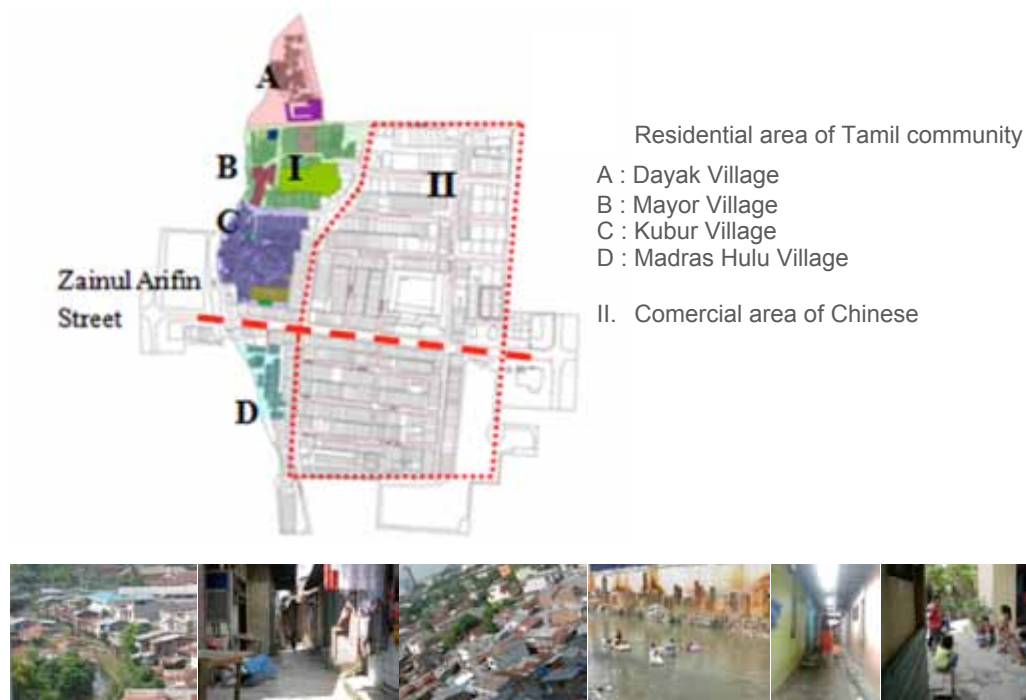 A
B
I
II
C
Zainul Arifin
Street
D
Residential area of Tamil community
A : Dayak Village
B : Mayor Village
C : Kubur Village
D : Madras Hulu Village
II. Comercial area of Chinese